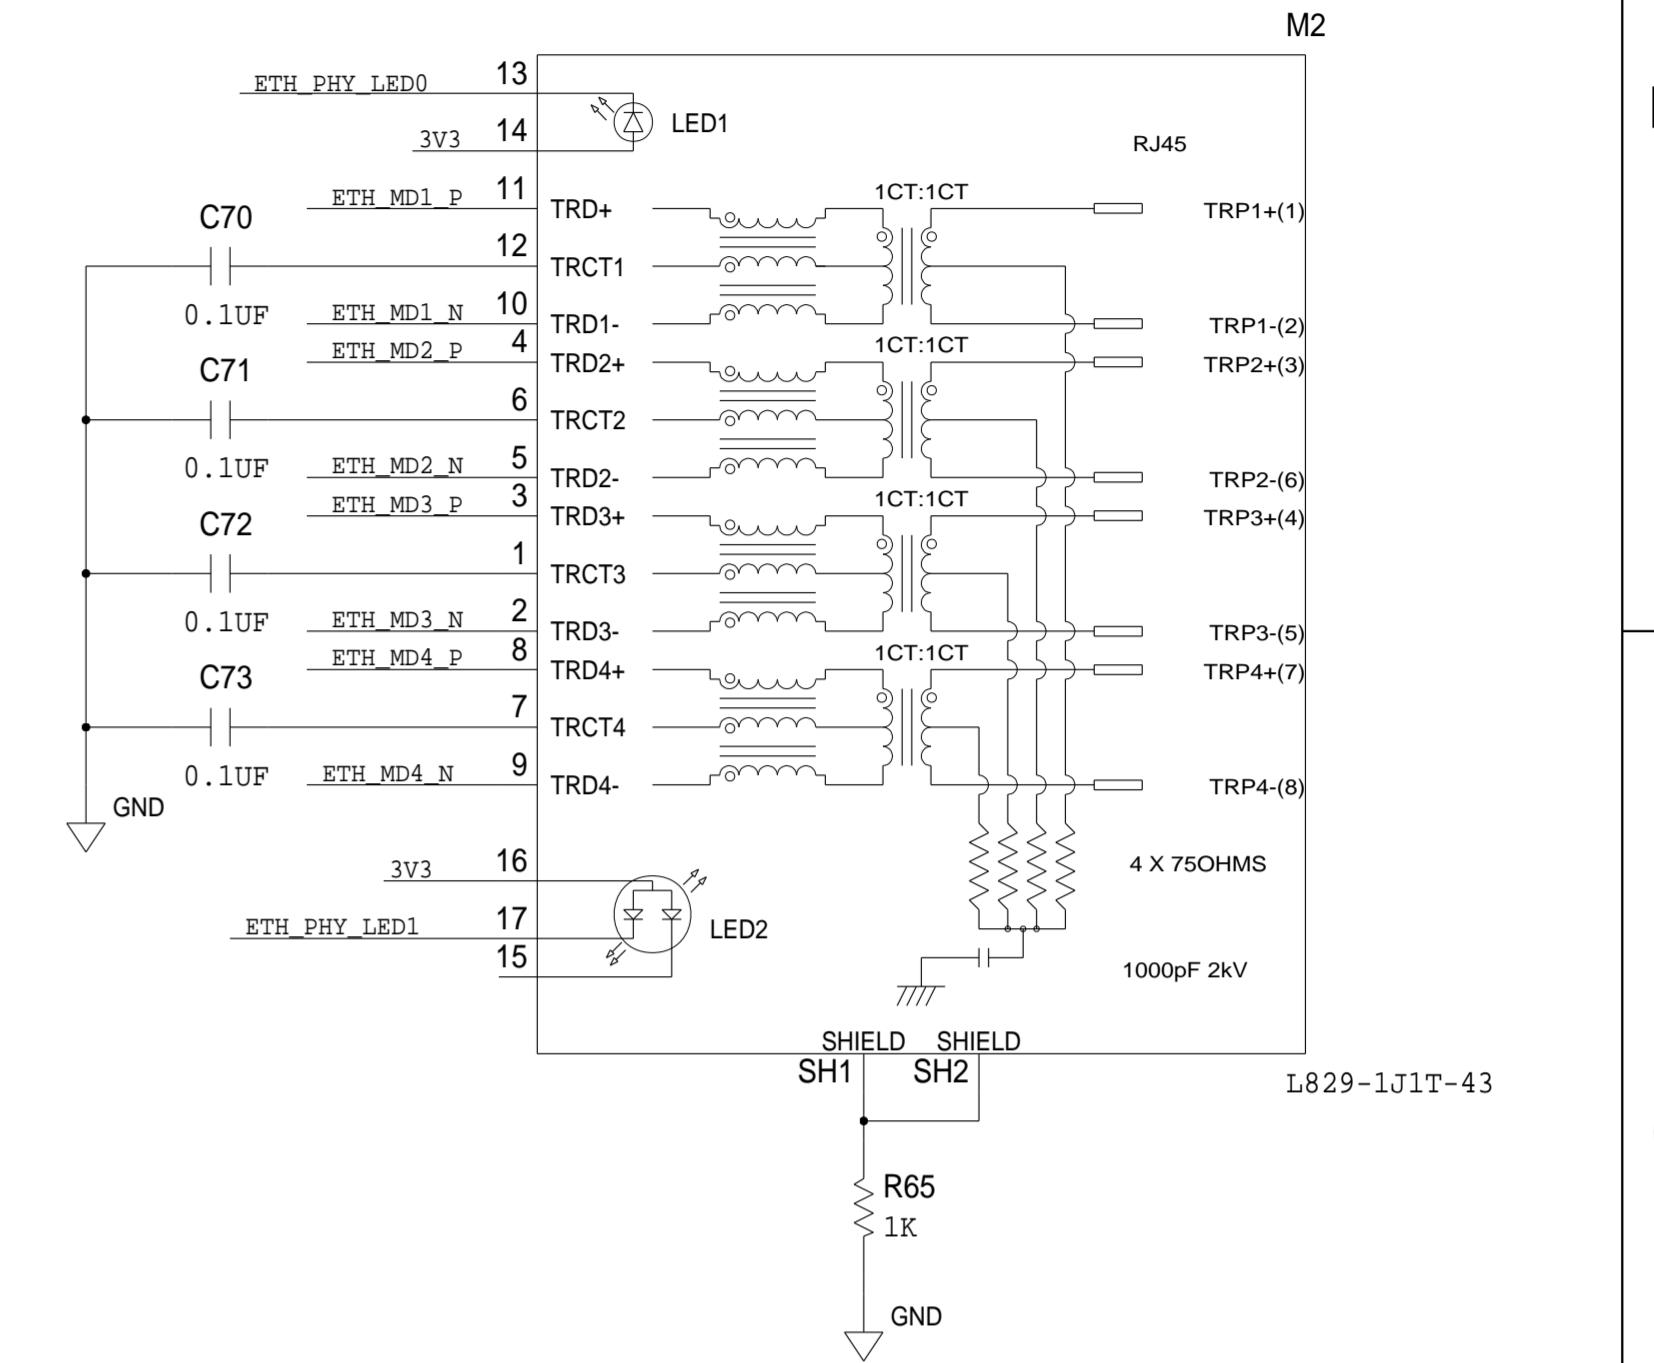 M2
ETH_PHY_LED0
13
LED1
3V3
14
RJ45
ETH_MD1_P
11
TRD+
1CT:1CT
TRP1+(1)
C70
0.1UF
12
TRCT1
ETH_MD1_N
10
TRD1-
TRP1-(2)
ETH_MD2_P
4
TRD2+
1CT:1CT
TRP2+(3)
C71
0.1UF
6
TRCT2
ETH_MD2_N
5
TRD2-
TRP2-(6)
ETH_MD3_P
3
TRD3+
1CT:1CT
TRP3+(4)
C72
0.1UF
1
TRCT3
ETH_MD3_N
2
TRD3-
TRP3-(5)
ETH_MD4_P
8
TRD4+
1CT:1CT
TRP4+(7)
C73
0.1UF
7
TRCT4
ETH_MD4_N
9
TRD4-
TRP4-(8)
GND
3V3
16
4 X 75OHMS
ETH_PHY_LED1
17
LED2
15
1000pF 2kV
SHIELD SHIELD
SH1 SH2
L829-1J1T-43
R65
1K
GND